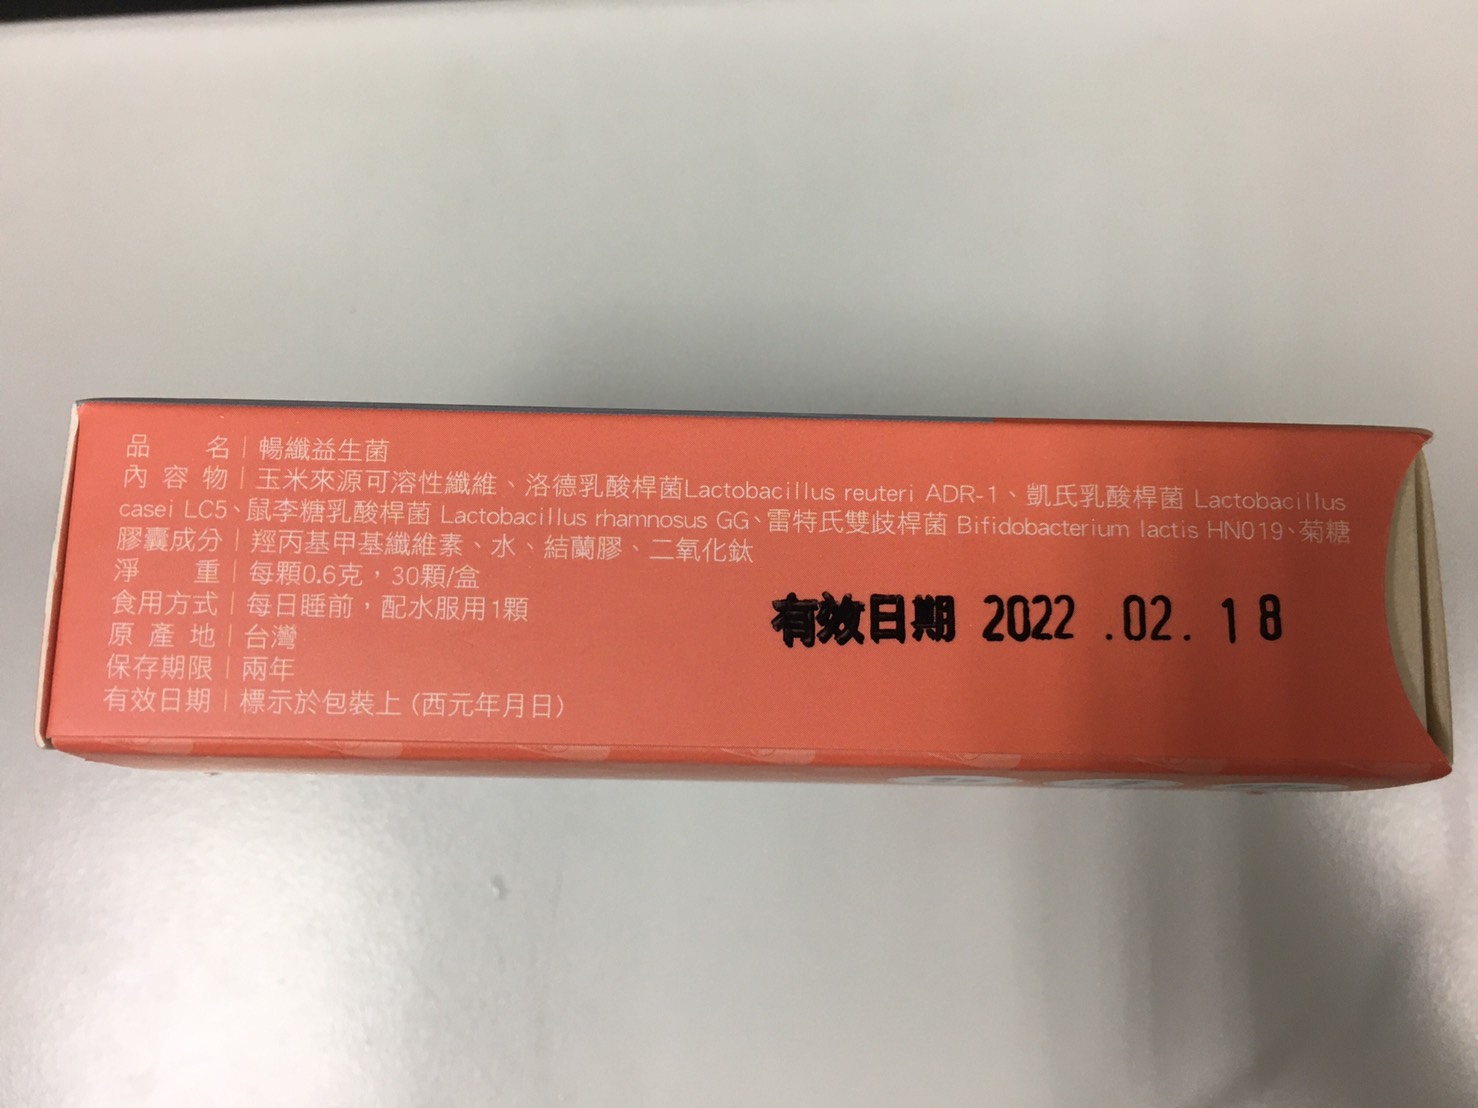 品名|暢纖益生菌
內容物|玉米來源可溶性纖維、洛德乳酸桿菌Lactobacillus reuteri ADR-1、凱氏乳酸桿菌 Lactobacillus
casei LC5、鼠李糖乳酸桿菌 Lactobacillus rhamnosus GG、雷特氏雙歧桿菌 Bifidobacterium lactis HN019、菊糖
膠囊成分|羥丙基甲基纖維素、水、結蘭膠、二氧化鈦
淨重|每顆0.6克，30顆/盒
食用方式|每日睡前，配水服用1顆
原產地|台灣
保存期限|兩年
有效日期|標示於包裝上 (西元年月日)
有效日期 2022 .02. 18